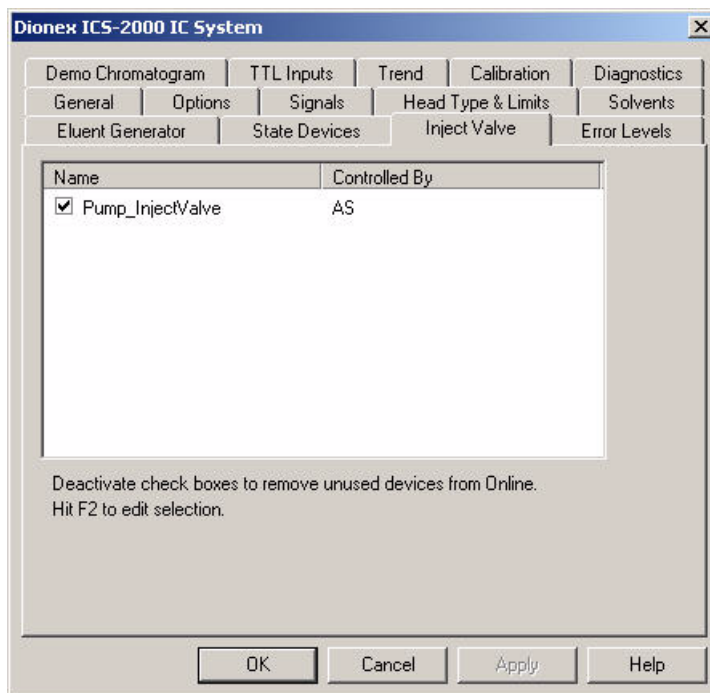 Dionex ICS-2000 IC System
Demo Chromatogram TTL Inputs Trend Calibration Diagnostics
General Options Signals Head Type & Limits Solvents
Eluent Generator State Devices Inject Valve Error Levels
Name Controlled By
Pump_InjectValve AS
Deactivate check boxes to remove unused devices from Online.
Hit F2 to edit selection.
OK Cancel Apply Help